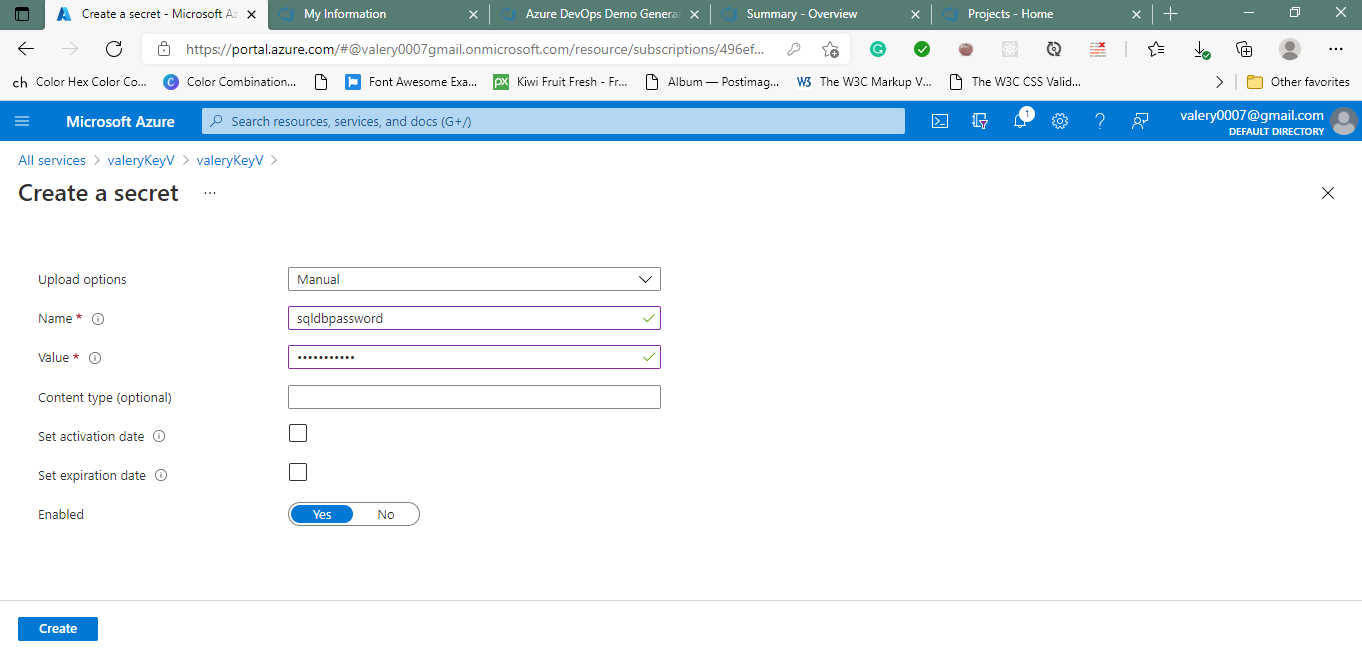 Create a secret - Microsoft Az
My Information
Azure DevOps Demo Genera
Summary - Overview
Projects - Home
https://portal.azure.com/#@valery0007gmail.onmicrosoft.com/resource/subscriptions/496ef...
ch Color Hex Color Co...
C Color Combination...
Font Awesome Exa...
px Kiwi Fruit Fresh - Fr...
Album — Postimag...
W3 The W3C Markup V...
The W3C CSS Valid...
Other favorites
Microsoft Azure
Search resources, services, and docs (G+/)
1
valery0007@gmail.com
DEFAULT DIRECTORY
All services > valeryKeyV > valeryKeyV >
Create a secret ...
Upload options Manual
Name * sqldbpassword
Value * •••••••••••
Content type (optional)
Set activation date
Set expiration date
Enabled Yes No
Create